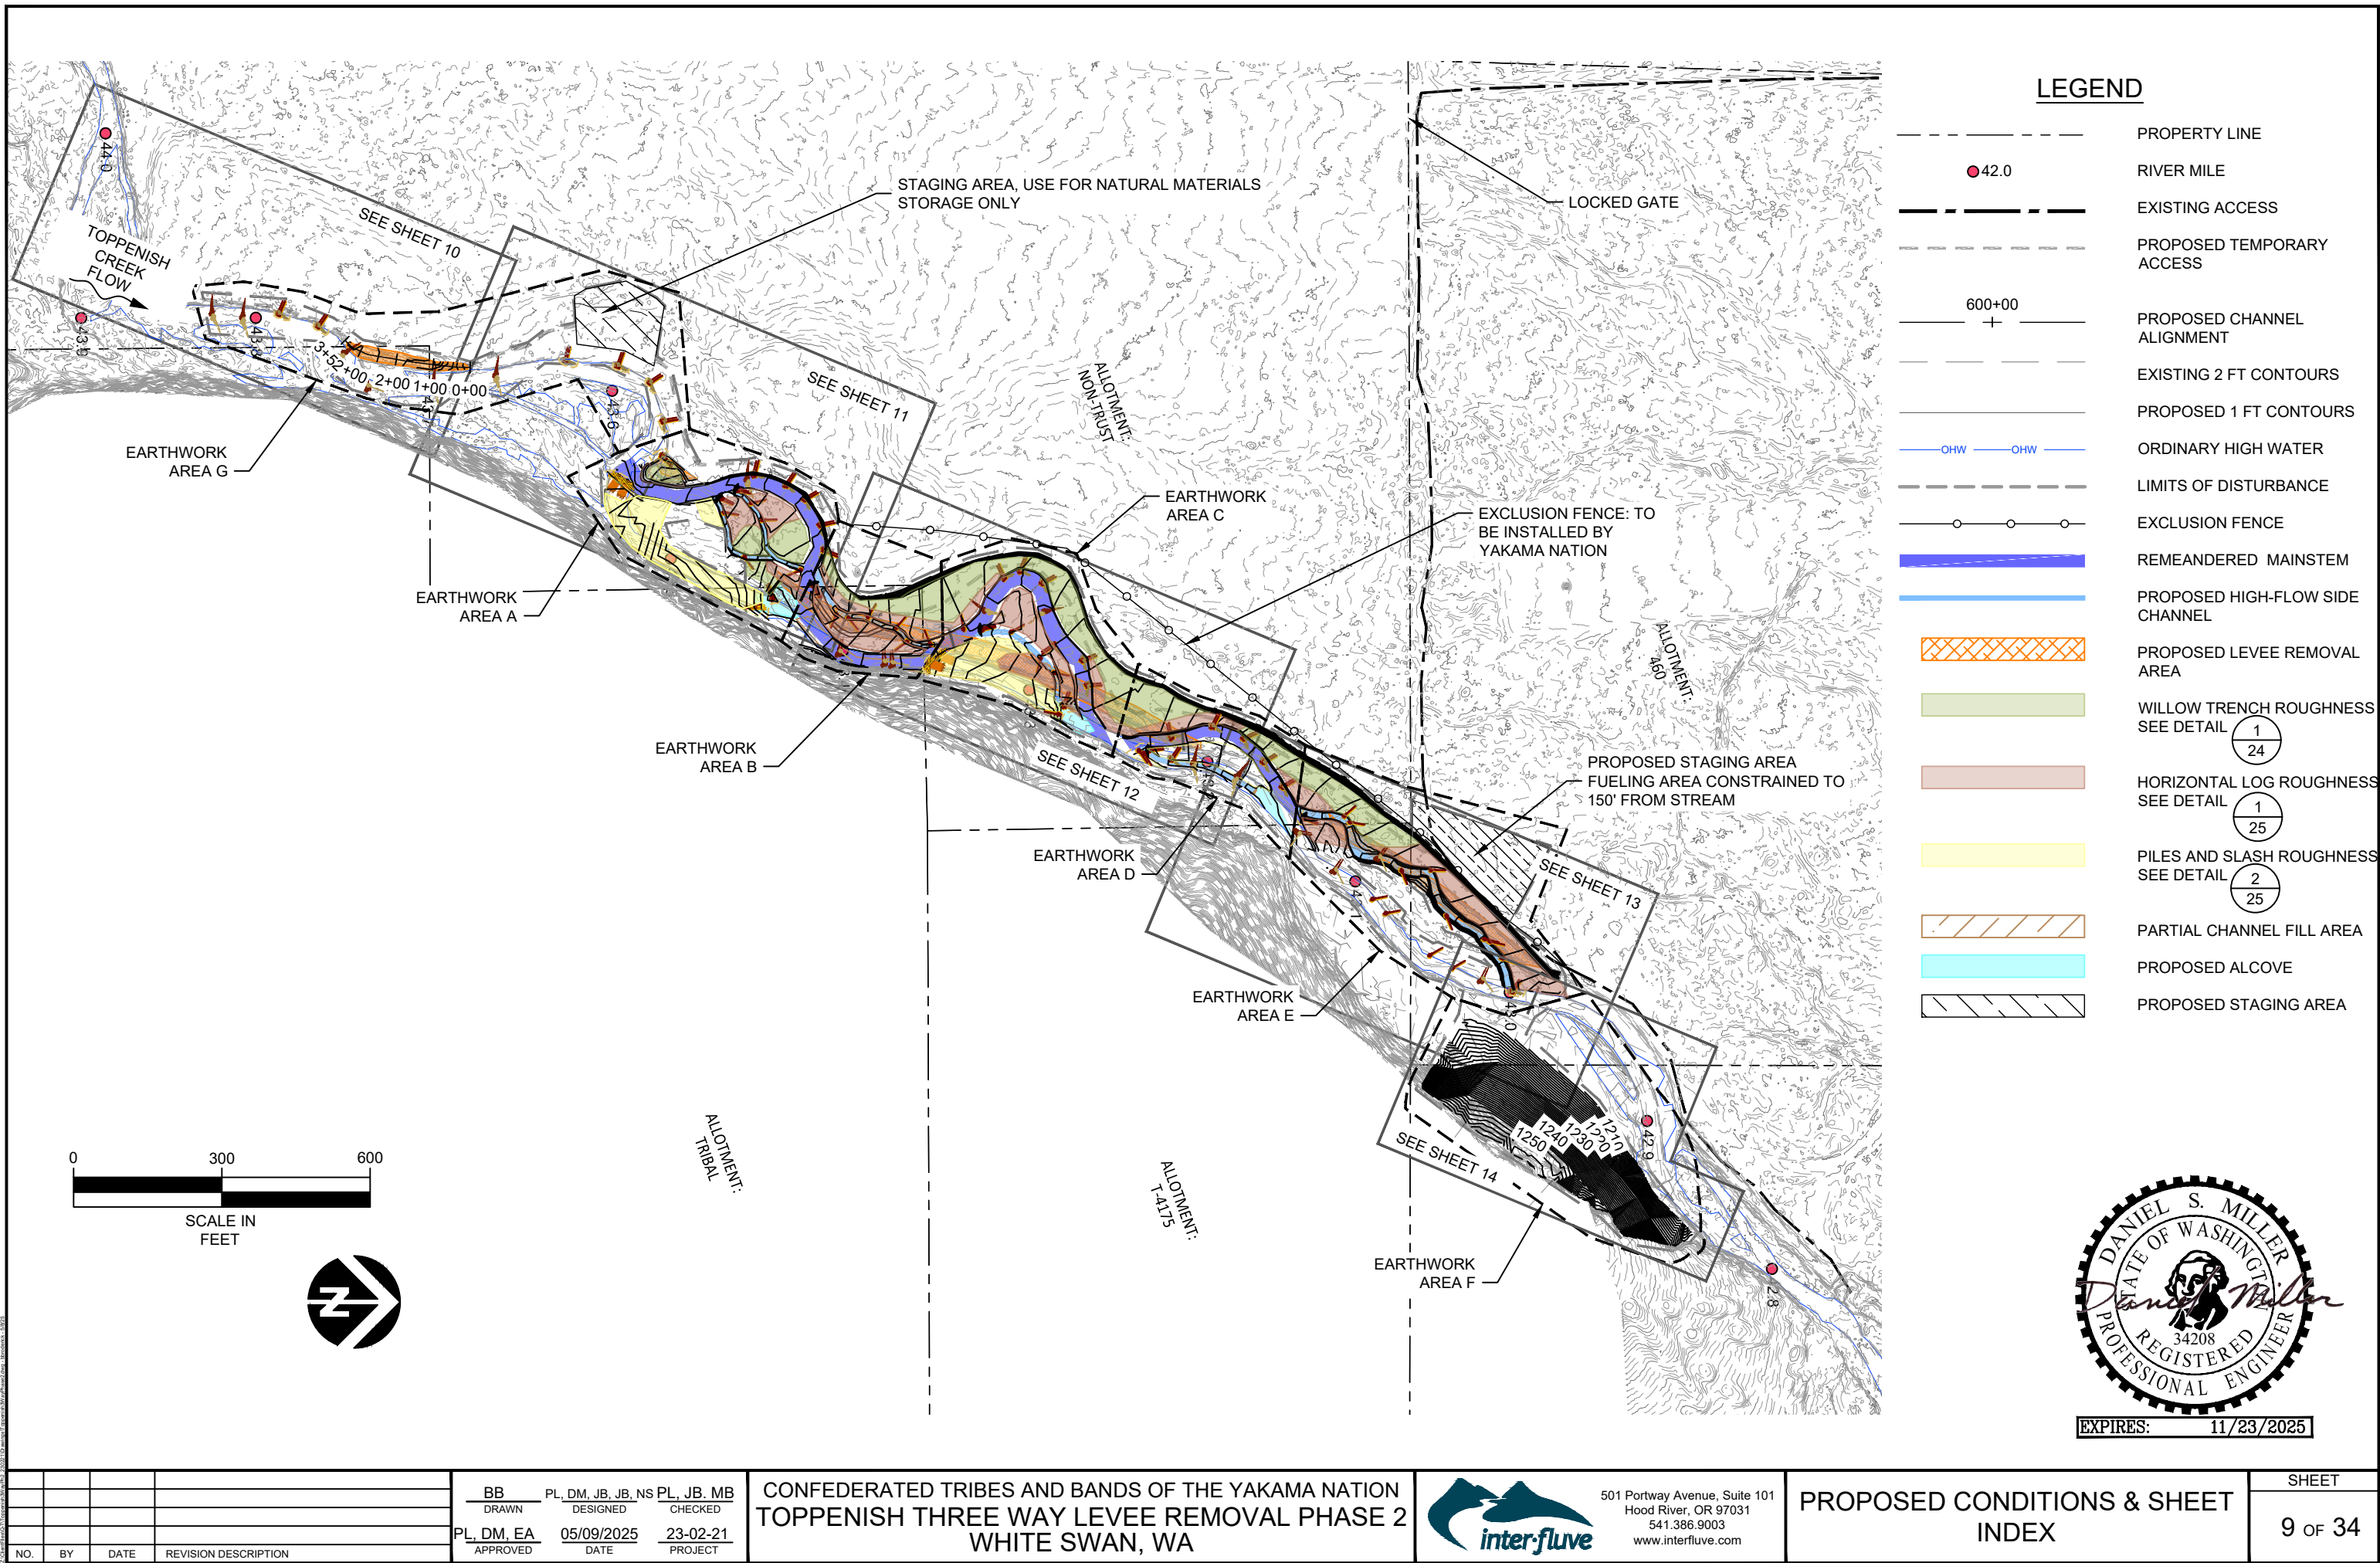 44.0
SEE SHEET 10
TOPPENISH
CREEK
FLOW
43.9
43.8
3+52
+00
2+00
1+00
0+00
43.6
EARTHWORK
AREA G
STAGING AREA, USE FOR NATURAL MATERIALS
STORAGE ONLY
SEE SHEET 11
ALLOTMENT:
NON-TRUST
LOCKED GATE
EARTHWORK
AREA C
EXCLUSION FENCE: TO
BE INSTALLED BY
YAKAMA NATION
EARTHWORK
AREA A
EARTHWORK
AREA B
SEE SHEET 12
ALLOTMENT:
460
PROPOSED STAGING AREA
FUELING AREA CONSTRAINED TO
150' FROM STREAM
EARTHWORK
AREA D
SEE SHEET 13
EARTHWORK
AREA E
43.0
42.9
1250
1240
1230
1220
1210
SEE SHEET 14
EARTHWORK
AREA F
2.8
ALLOTMENT:
TRIBAL
ALLOTMENT:
T-4175
0 300 600
SCALE IN
FEET
Z
LEGEND
PROPERTY LINE
42.0
RIVER MILE
EXISTING ACCESS
PROPOSED TEMPORARY
ACCESS
600+00
PROPOSED CHANNEL
ALIGNMENT
EXISTING 2 FT CONTOURS
PROPOSED 1 FT CONTOURS
OHW OHW
ORDINARY HIGH WATER
LIMITS OF DISTURBANCE
EXCLUSION FENCE
REMEANDERED MAINSTEM
PROPOSED HIGH-FLOW SIDE
CHANNEL
PROPOSED LEVEE REMOVAL
AREA
WILLOW TRENCH ROUGHNESS
SEE DETAIL 1
24
HORIZONTAL LOG ROUGHNESS
SEE DETAIL 1
25
PILES AND SLASH ROUGHNESS
SEE DETAIL 2
25
PARTIAL CHANNEL FILL AREA
PROPOSED ALCOVE
PROPOSED STAGING AREA
DANIEL S. MILLER
STATE OF WASHINGTON
Daniel Miller
34208
REGISTERED
PROFESSIONAL ENGINEER
EXPIRES: 11/23/2025
NO. BY DATE REVISION DESCRIPTION
BB PL, DM, JB, JB, NS PL, JB. MB
DRAWN DESIGNED CHECKED
PL, DM, EA 05/09/2025 23-02-21
APPROVED DATE PROJECT
CONFEDERATED TRIBES AND BANDS OF THE YAKAMA NATION
TOPPENISH THREE WAY LEVEE REMOVAL PHASE 2
WHITE SWAN, WA
inter-fluve
501 Portway Avenue, Suite 101
Hood River, OR 97031
541.386.9003
www.interfluve.com
PROPOSED CONDITIONS & SHEET
INDEX
SHEET
9 OF 34